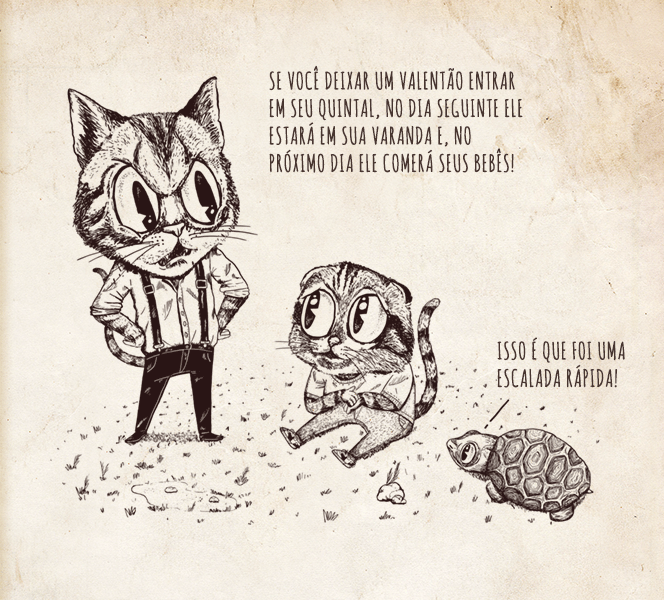 SE VOCÊ DEIXAR UM VALENTÃO ENTRAR
EM SEU QUINTAL, NO DIA SEGUINTE ELE
ESTARÁ EM SUA VARANDA E, NO
PRÓXIMO DIA ELE COMERÁ SEUS BEBÊS!
ISSO É QUE FOI UMA
ESCALADA RÁPIDA!